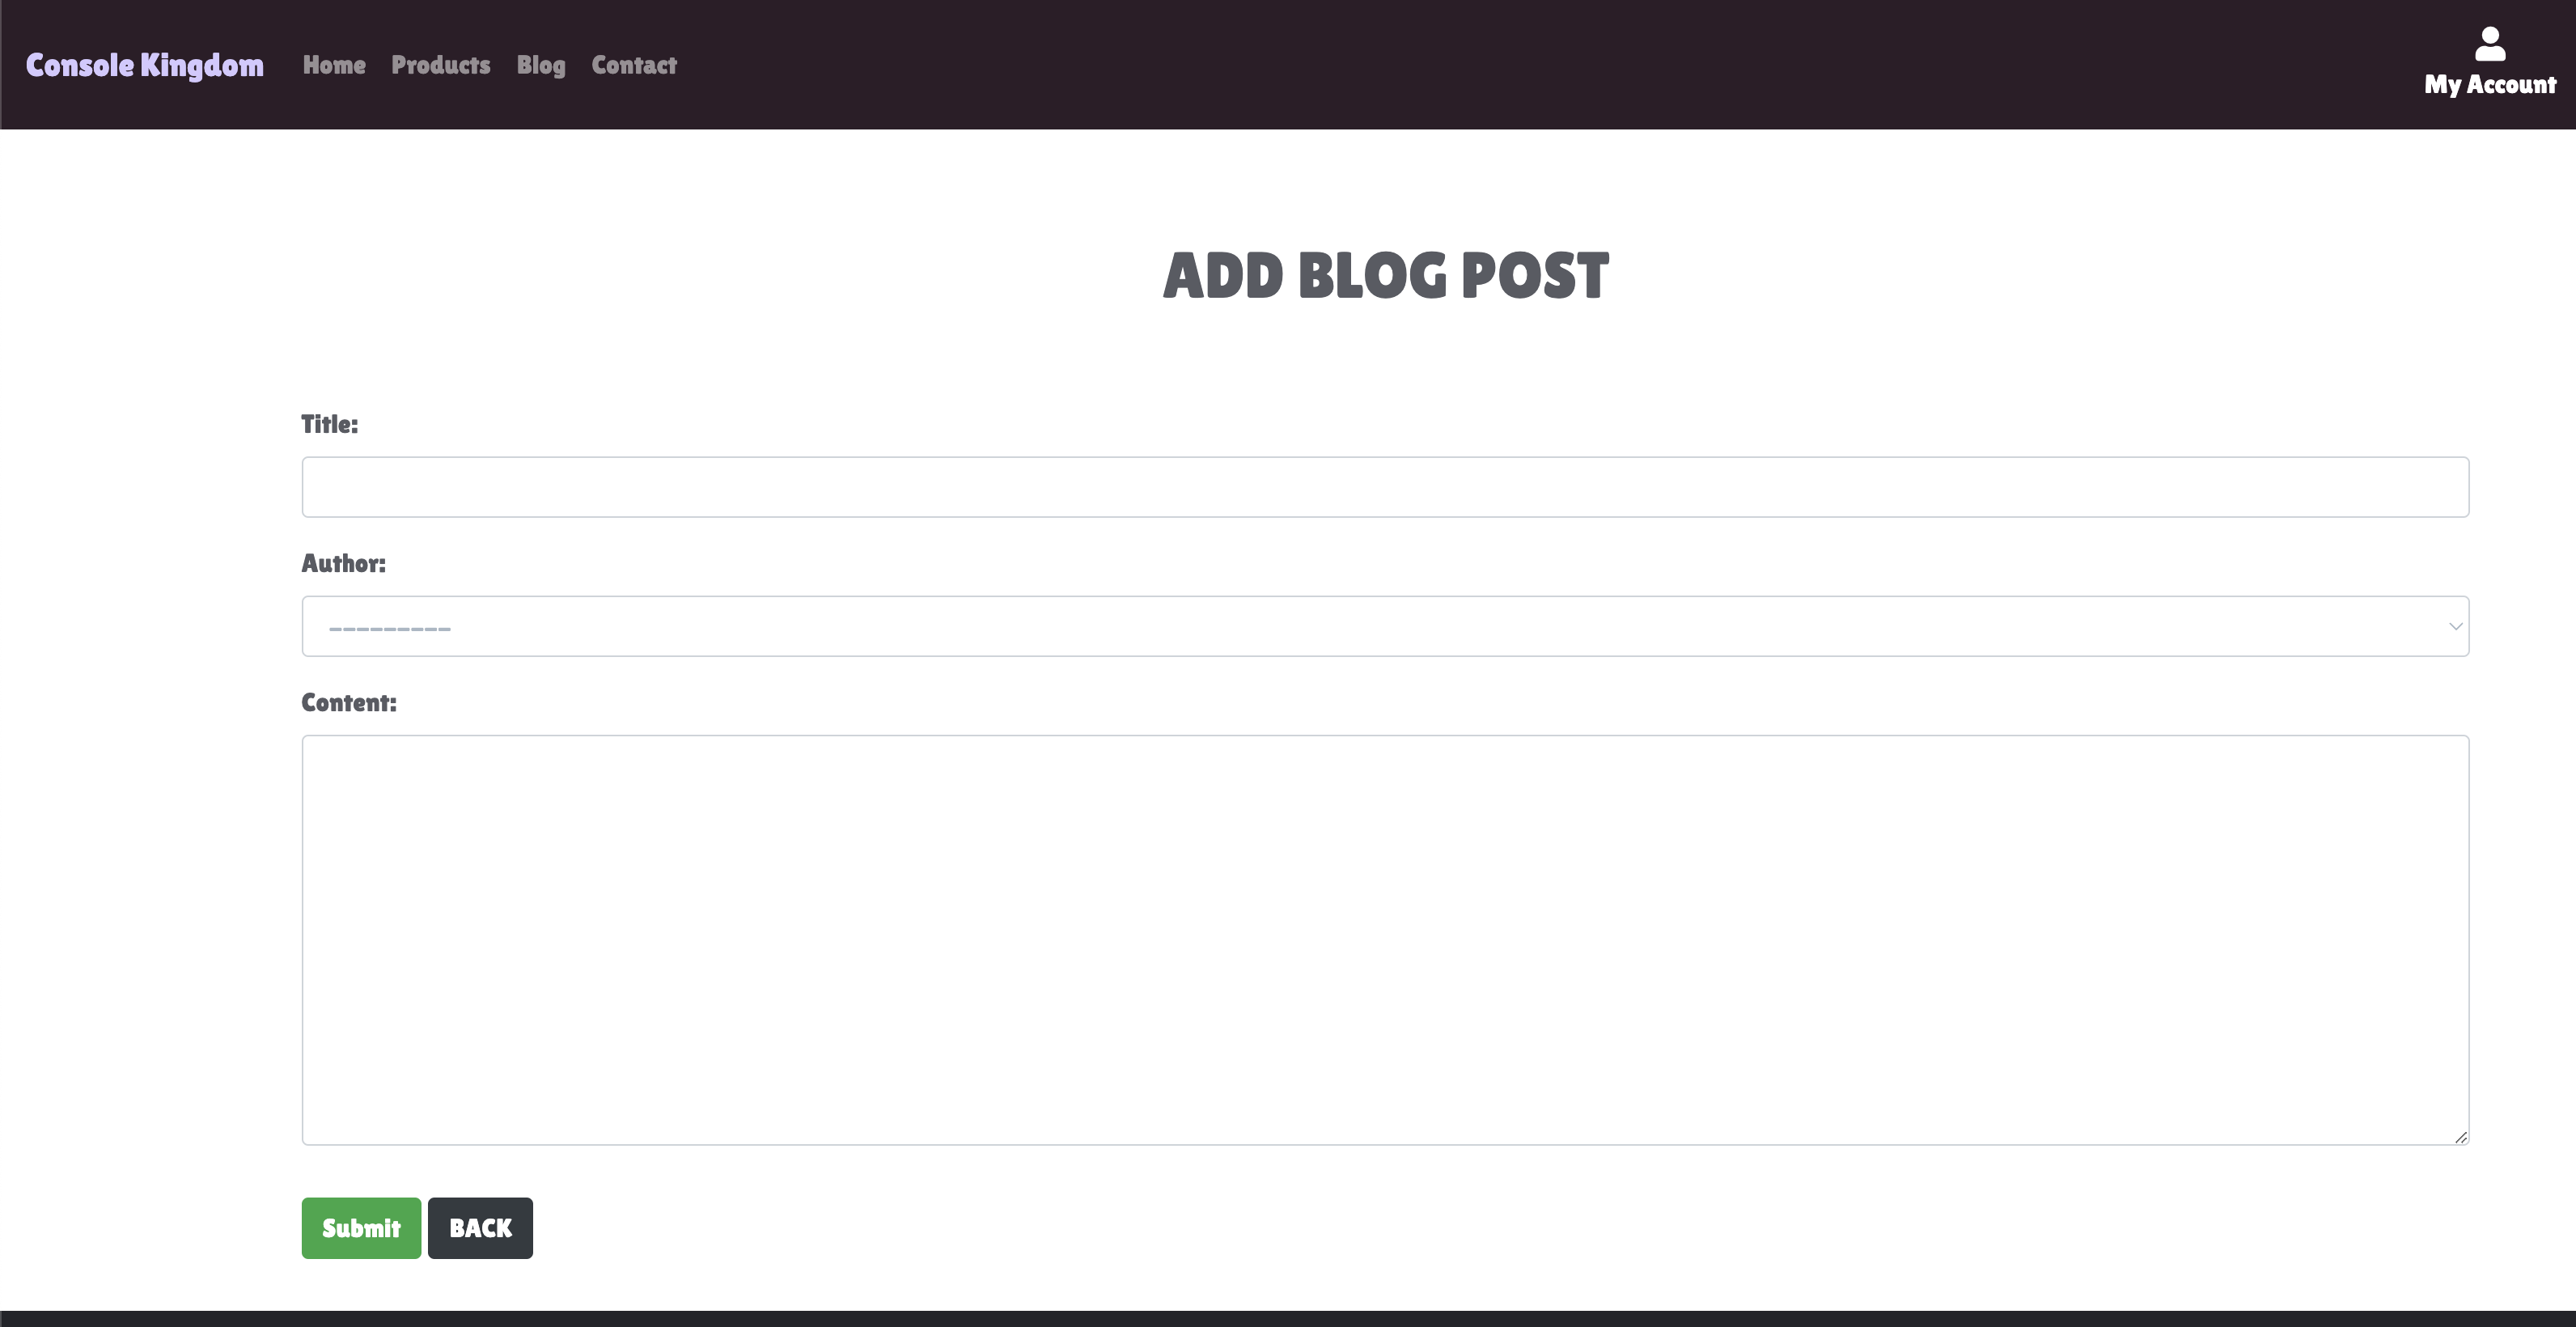 Console Kingdom Home Products Blog Contact
My Account
ADD BLOG POST
Title:
Author:
---------
Content:
Submit BACK